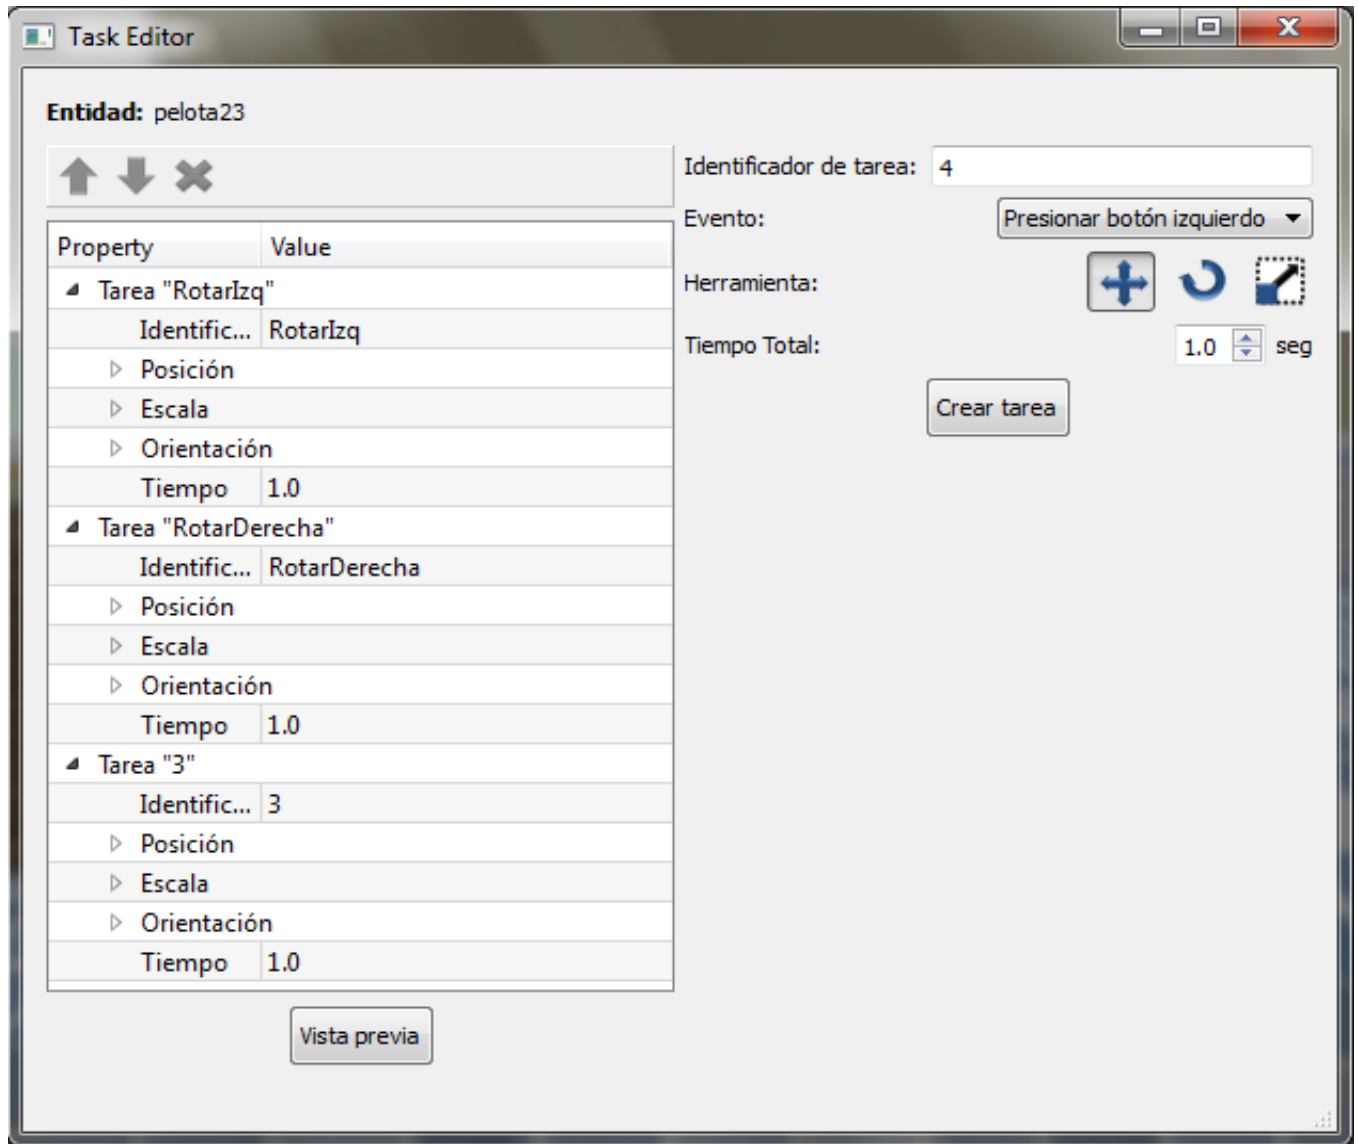 Task Editor
Entidad: pelota23
Identificador de tarea: 4
Evento: Presionar botón izquierdo
Herramienta:
Tiempo Total: 1.0 seg
Crear tarea
Property Value
Tarea "RotarIzq"
Identific... RotarIzq
Posición
Escala
Orientación
Tiempo 1.0
Tarea "RotarDerecha"
Identific... RotarDerecha
Posición
Escala
Orientación
Tiempo 1.0
Tarea "3"
Identific... 3
Posición
Escala
Orientación
Tiempo 1.0
Vista previa